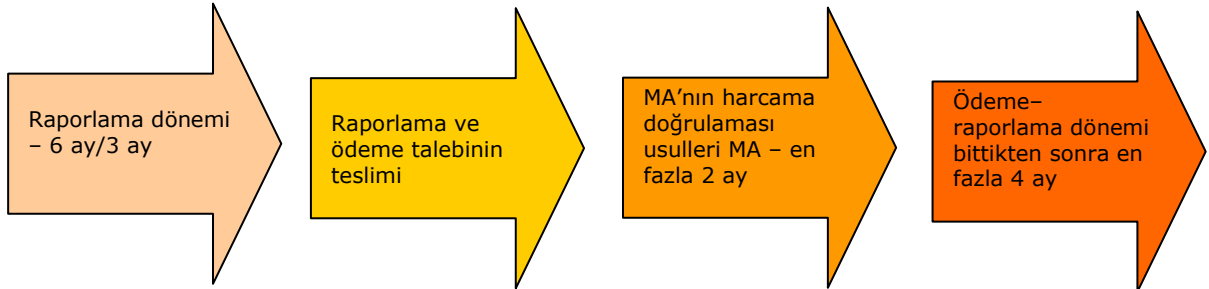 Raporlama dönemi
– 6 ay/3 ay
Raporlama ve
ödeme talebinin
teslimi
MA’nın harcama
doğrulaması
usulleri MA – en
fazla 2 ay
Ödeme–
raporlama dönemi
bittikten sonra en
fazla 4 ay